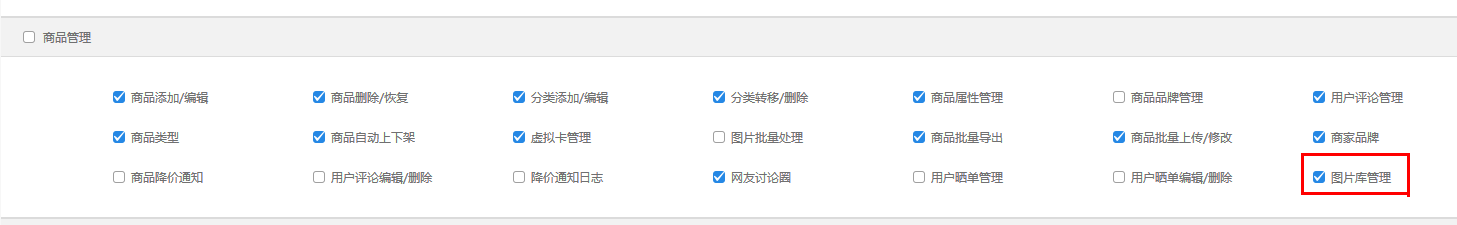 商品管理
商品添加/编辑 商品删除/恢复 分类添加/编辑 分类转移/删除 商品属性管理 商品品牌管理 用户评论管理
商品类型 商品自动上下架 虚拟卡管理 图片批量处理 商品批量导出 商品批量上传/修改 商家品牌
商品降价通知 用户评论编辑/删除 降价通知日志 网友讨论圈 用户晒单管理 用户晒单编辑/删除 图片库管理